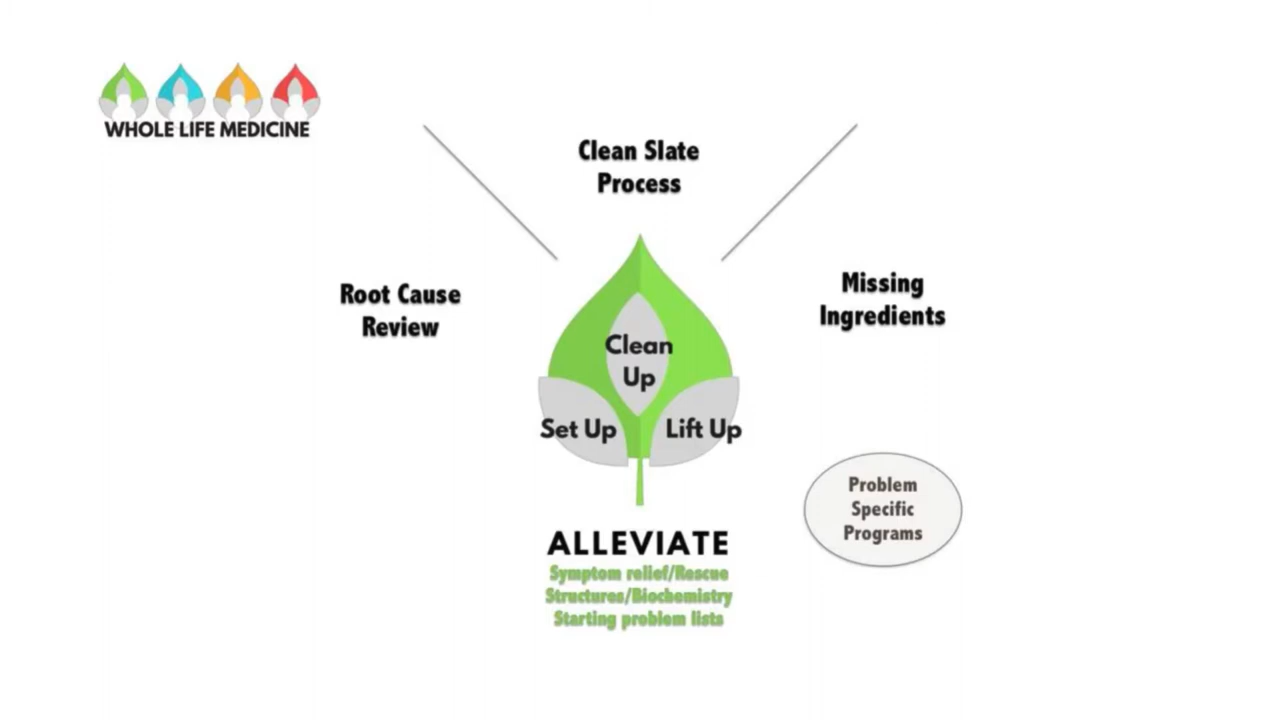 WHOLE LIFE MEDICINE
Clean Slate
Process
Root Cause
Review
Missing
Ingredients
Clean
Up
Set Up
Lift Up
Problem
Specific
Programs
ALLEVIATE
Symptom relief/Rescue
Structures/Biochemistry
Starting problem lists